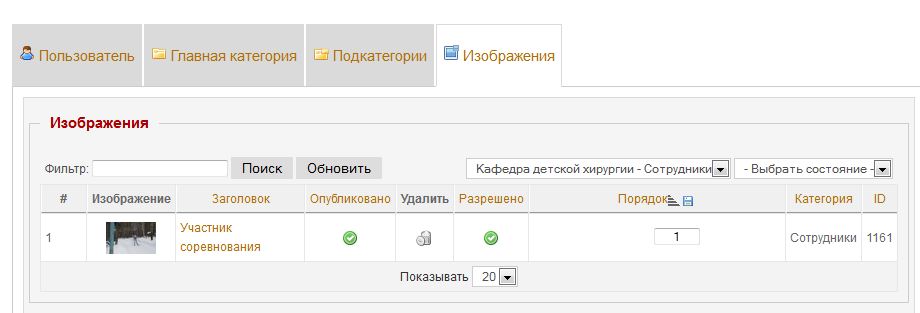 Пользователь Главная категория Подкатегории Изображения
Изображения
Фильтр: Поиск Обновить Кафедра детской хирургии - Сотрудники - Выбрать состояние -
# Изображение Заголовок Опубликовано Удалить Разрешено Порядок Категория ID
1 Участник соревнования 1 Сотрудники 1161
Показывать 20